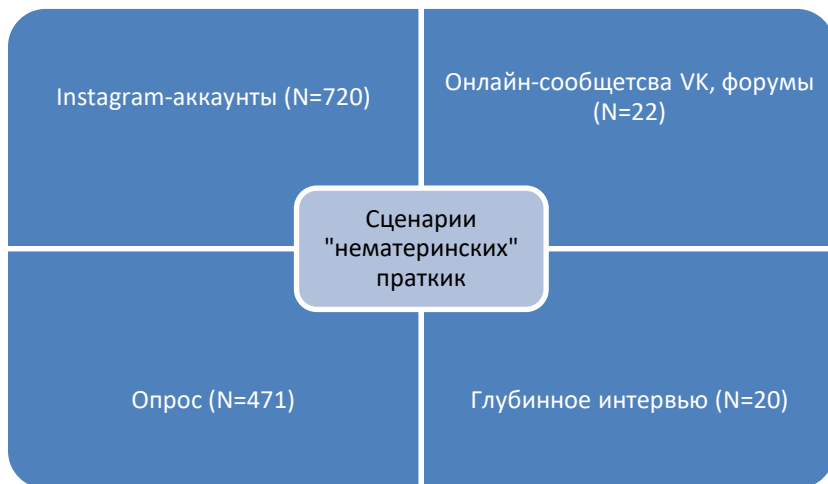 Instagram-аккаунты (N=720)
Онлайн-сообщетсва VK, форумы
(N=22)
Сценарии
"нематеринских"
праткик
Опрос (N=471)
Глубинное интервью (N=20)